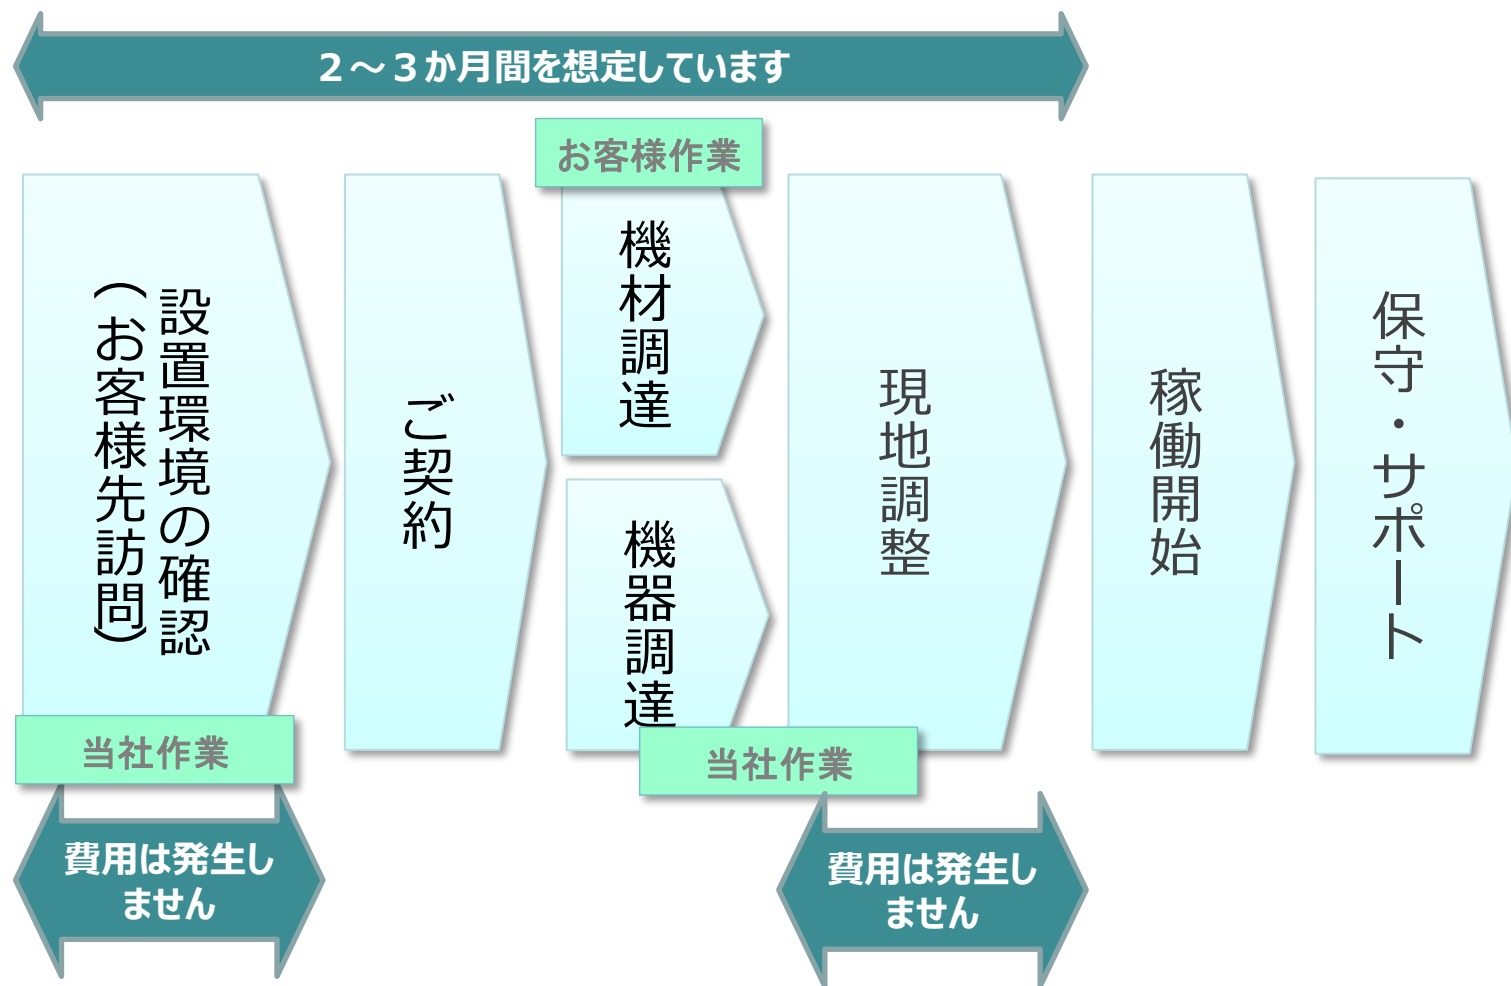 ２～３か月間を想定しています
設置環境の確認
（お客様先訪問）
当社作業
費用は発生し
ません
ご契約
お客様作業
機材調達
機器調達
当社作業
現地調整
費用は発生し
ません
稼働開始
保守・サポート